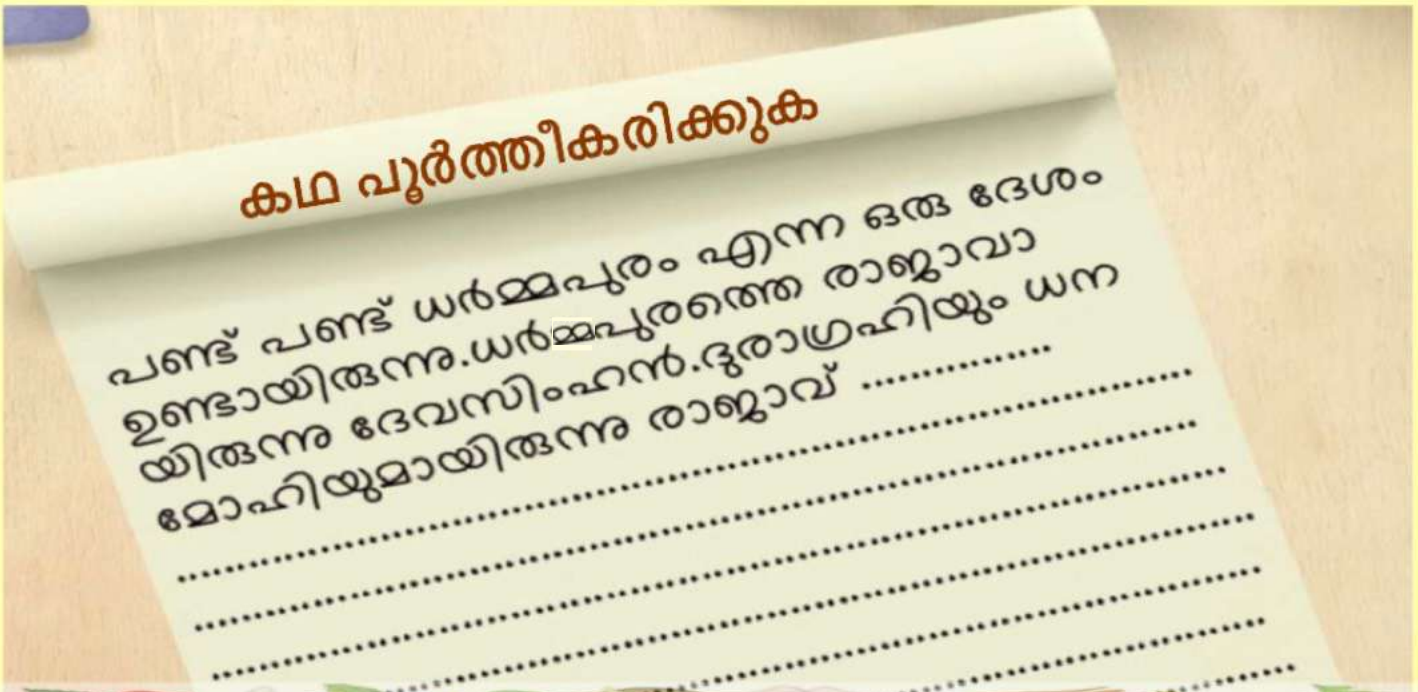 കഥ പൂർത്തീകരിക്കുക
പണ്ട് പണ്ട് ധർമ്മപുരം എന്ന ഒരു ദേശം
ഉണ്ടായിരുന്നു.ധർമ്മപുരത്തെ രാജാവാ
യിരുന്നു ദേവസിംഹൻ.ദുരാഗ്രഹിയും ധന
മോഹിയുമായിരുന്നു രാജാവ് ................
................................................................................
................................................................................
................................................................................
................................................................................
................................................................................
................................................................................
................................................................................